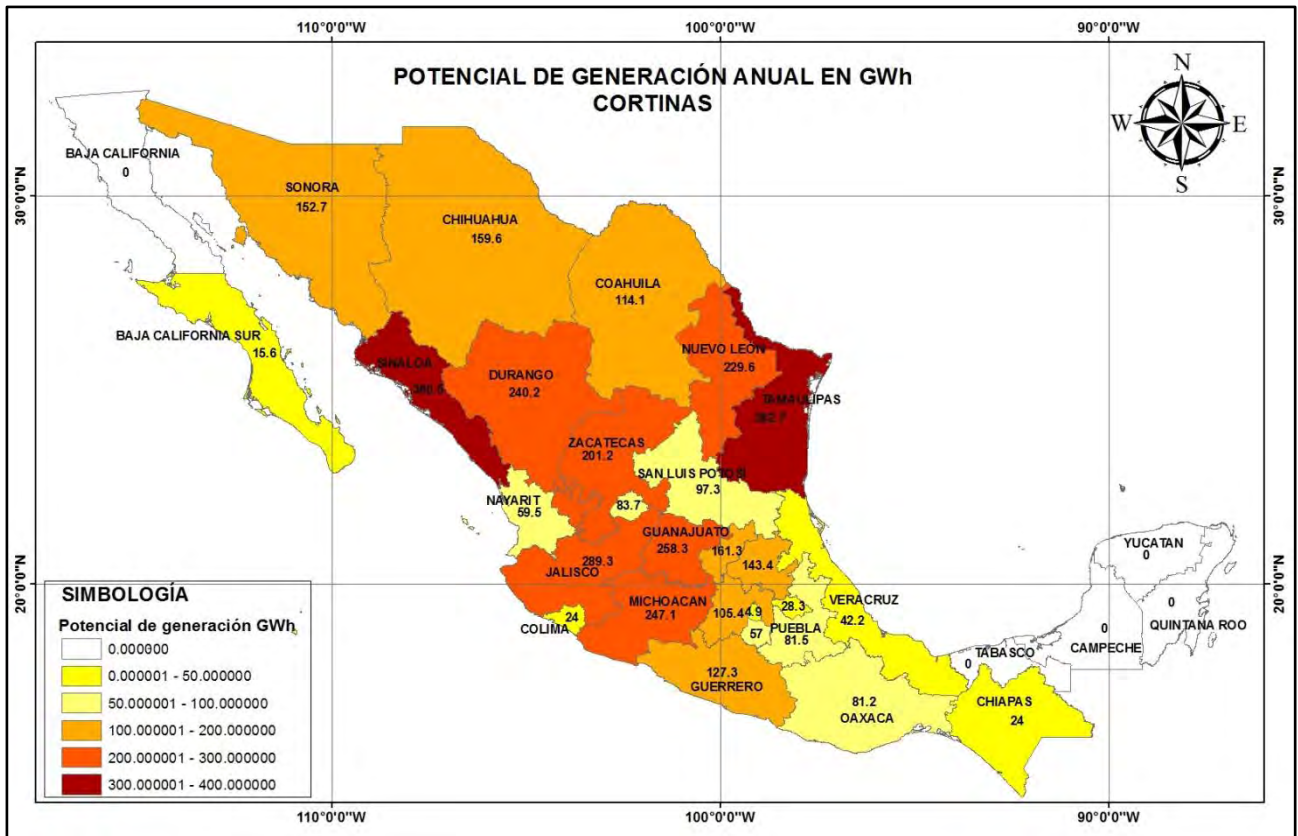 110°0'0"W
100°0'0"W
90°0'0"W
POTENCIAL DE GENERACIÓN ANUAL EN GWh
CORTINAS
N
W
E
S
30°0'0"N
30°0'0"N
BAJA CALIFORNIA
0
SONORA
152.7
CHIHUAHUA
159.6
COAHUILA
114.1
BAJA CALIFORNIA SUR
15.6
SINALOA
DURANGO
240.2
NUEVO LEÓN
229.6
TAMAULIPAS
ZACATECAS
201.2
SAN LUIS POTOSI
97.3
NAYARIT
59.5
83.7
GUANAJUATO
258.3
161.3
143.4
289.3
JALISCO
MICHOACAN
247.1
105.4
4.9
28.3
57
PUEBLA
81.5
VERACRUZ
42.2
24
COLIMA
127.3
GUERRERO
81.2
OAXACA
YUCATAN
0
0
QUINTANA ROO
0
CAMPECHE
TABASCO
0
CHIAPAS
24
20°0'0"N
20°0'0"N
SIMBOLOGÍA
Potencial de generación GWh
0.000000
0.000001 - 50.000000
50.000001 - 100.000000
100.000001 - 200.000000
200.000001 - 300.000000
300.000001 - 400.000000
110°0'0"W
100°0'0"W
90°0'0"W